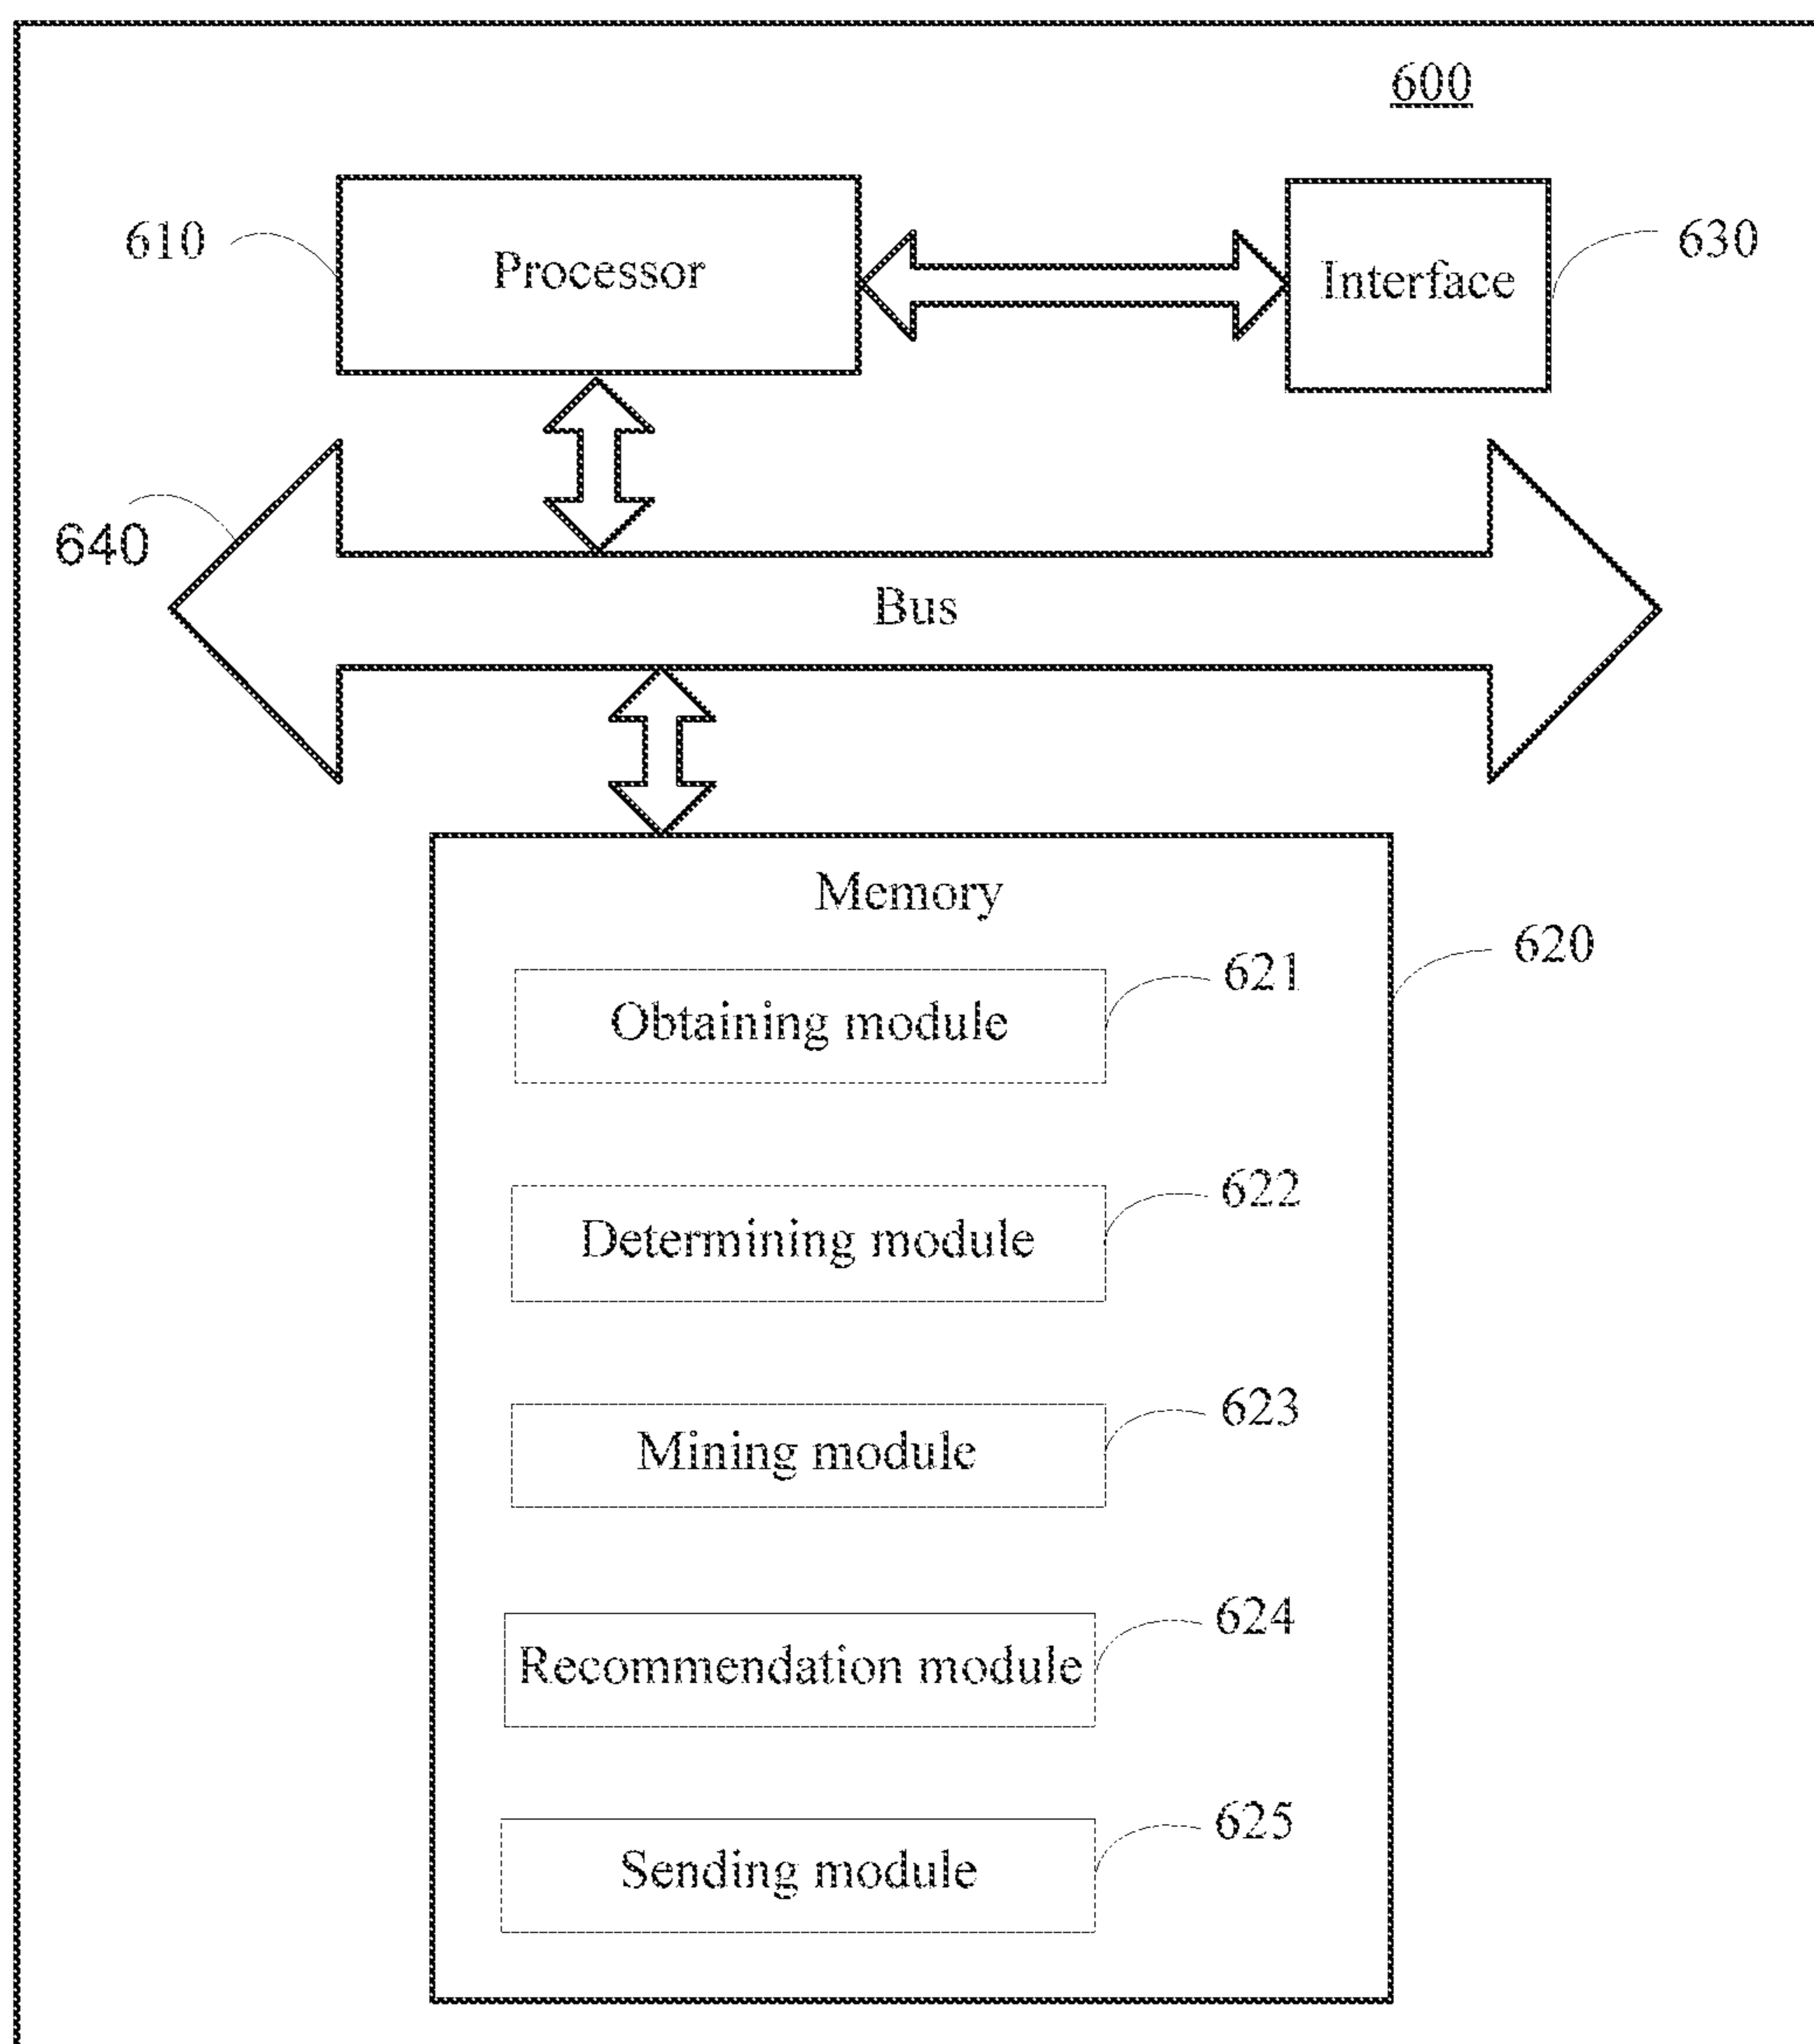 600
610
Processor
Interface
630
640
Bus
Memory
620
621
Obtaining module
622
Determining module
623
Mining module
624
Recommendation module
625
Sending module